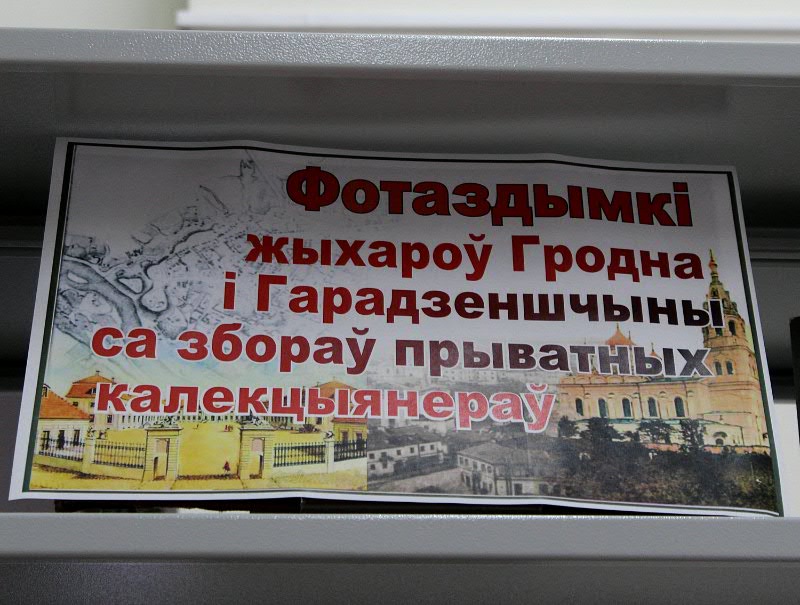 Фотаздымкі
жыхароў Гродна
і Гарадзеншчыны
са збораў прыватных
калекцыянераў